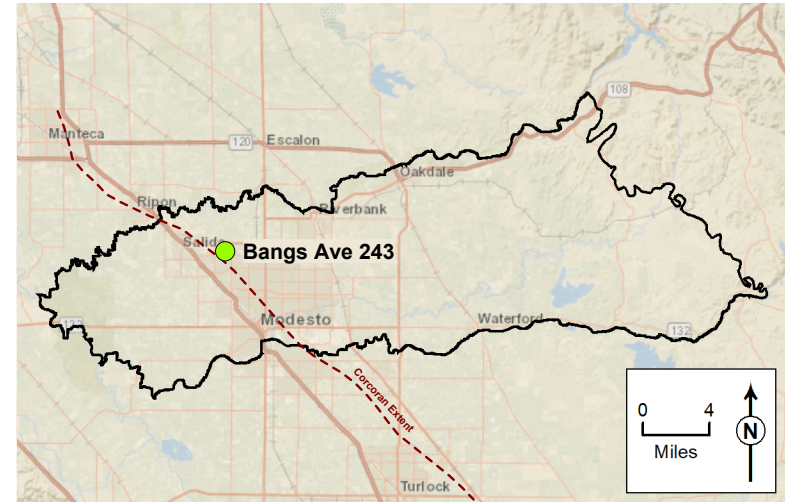 108
Manteca
120
Escalon
Oakdale
Ripon
Riverbank
Salida
Bangs Ave 243
132
Modesto
Waterford
132
Corcoran Extent
0 4
Miles
N
Turlock